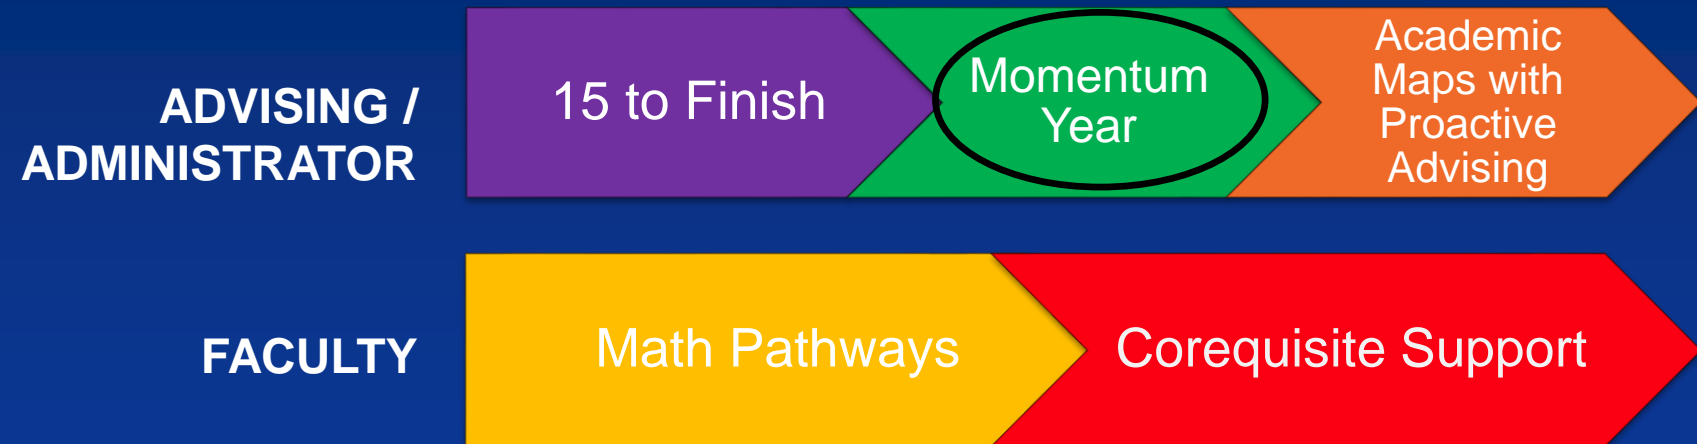 ADVISING /
ADMINISTRATOR
15 to Finish
Momentum
Year
Academic
Maps with
Proactive
Advising
FACULTY
Math Pathways
Corequisite Support